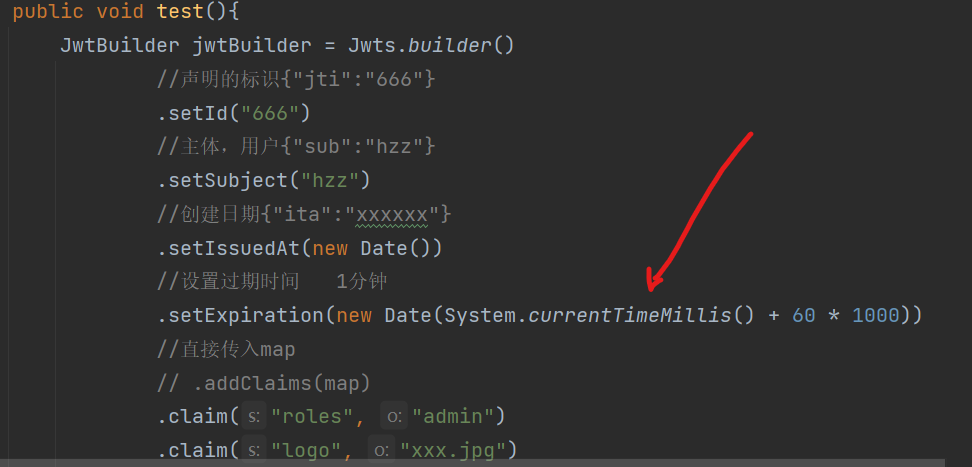 public void test(){
JwtBuilder jwtBuilder = Jwts.builder()
//声明的标识{"jti":"666"}
.setId("666")
//主体，用户{"sub":"hzz"}
.setSubject("hzz")
//创建日期{"ita":"xxxxxx"}
.setIssuedAt(new Date())
//设置过期时间   1分钟
.setExpiration(new Date(System.currentTimeMillis() + 60 * 1000))
//直接传入map
// .addClaims(map)
.claim( s: "roles", o: "admin")
.claim( s: "logo", o: "xxx.jpg")